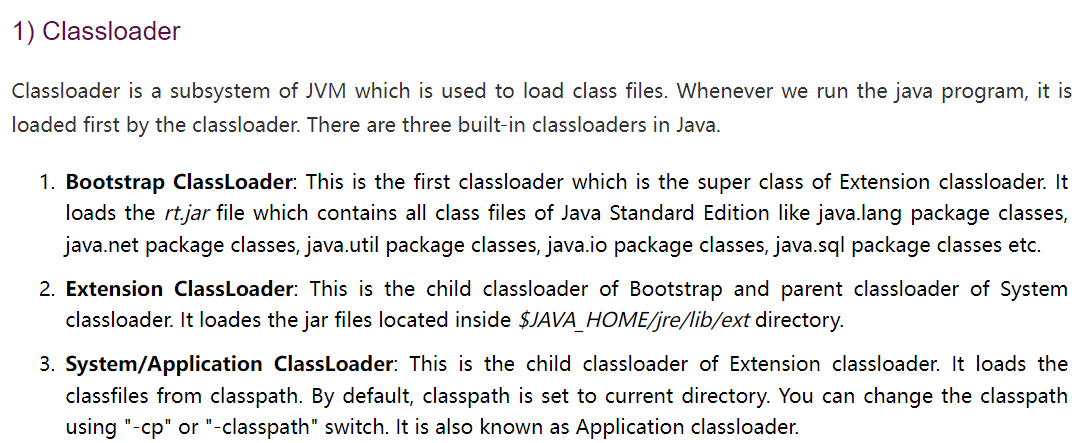 1) Classloader
Classloader is a subsystem of JVM which is used to load class files. Whenever we run the java program, it is
loaded first by the classloader. There are three built-in classloaders in Java.
1. Bootstrap ClassLoader: This is the first classloader which is the super class of Extension classloader. It
loads the rt.jar file which contains all class files of Java Standard Edition like java.lang package classes,
java.net package classes, java.util package classes, java.io package classes, java.sql package classes etc.
2. Extension ClassLoader: This is the child classloader of Bootstrap and parent classloader of System
classloader. It loades the jar files located inside $JAVA_HOME/jre/lib/ext directory.
3. System/Application ClassLoader: This is the child classloader of Extension classloader. It loads the
classfiles from classpath. By default, classpath is set to current directory. You can change the classpath
using "-cp" or "-classpath" switch. It is also known as Application classloader.